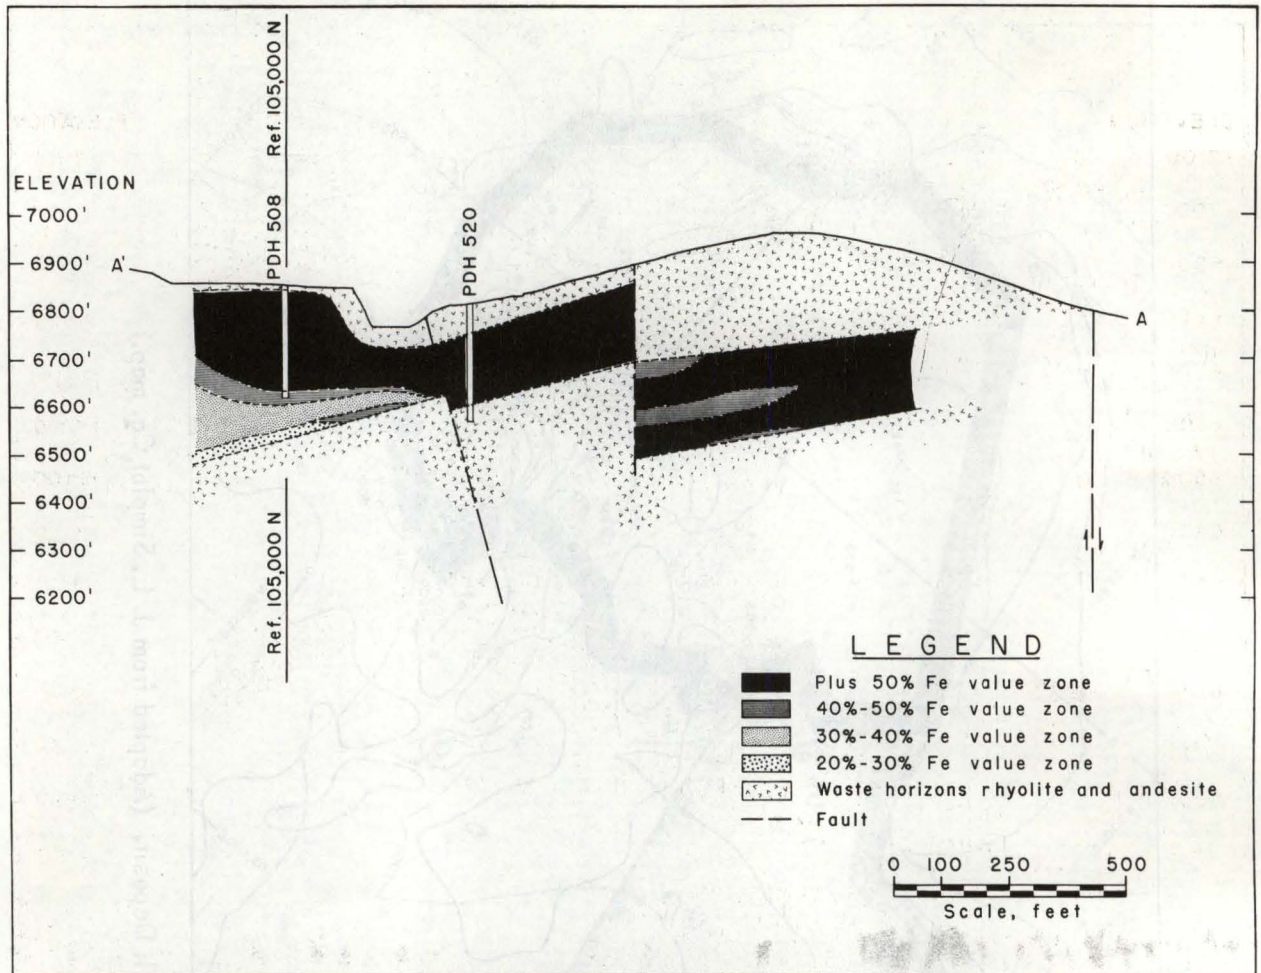 Ref. 105,000 N
ELEVATION
7000'
6900'
6800'
6700'
6600'
6500'
6400'
6300'
6200'
A'
PDH 508
PDH 520
A
Ref. 105,000 N
LEGEND
Plus 50% Fe value zone
40%-50% Fe value zone
30%-40% Fe value zone
20%-30% Fe value zone
Waste horizons rhyolite and andesite
Fault
0 100 250 500
Scale, feet